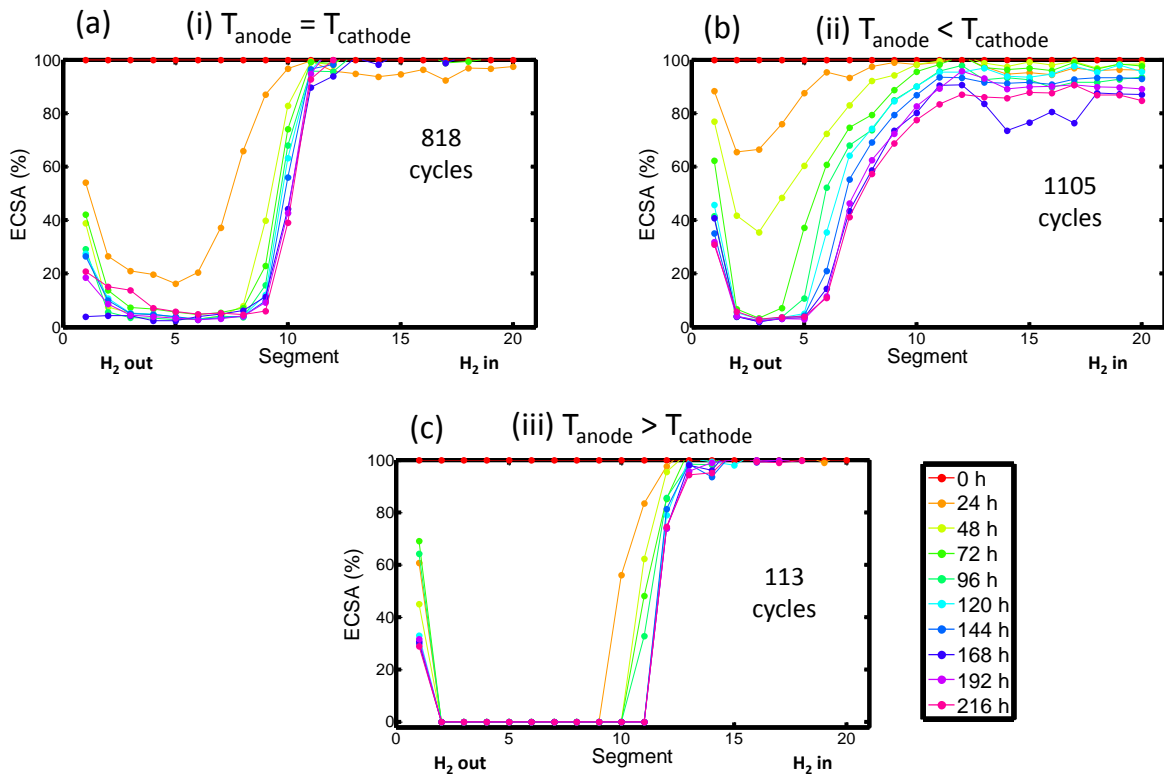 (a) (i) T_anode = T_cathode
ECSA (%)
100
80
60
40
20
0
818
cycles
0 5 10 15 20
Segment
H2 out H2 in
(b) (ii) T_anode < T_cathode
ECSA (%)
100
80
60
40
20
0
1105
cycles
0 5 10 15 20
Segment
H2 out H2 in
(c) (iii) T_anode > T_cathode
ECSA (%)
100
80
60
40
20
0
113
cycles
0 5 10 15 20
Segment
H2 out H2 in
0 h
24 h
48 h
72 h
96 h
120 h
144 h
168 h
192 h
216 h